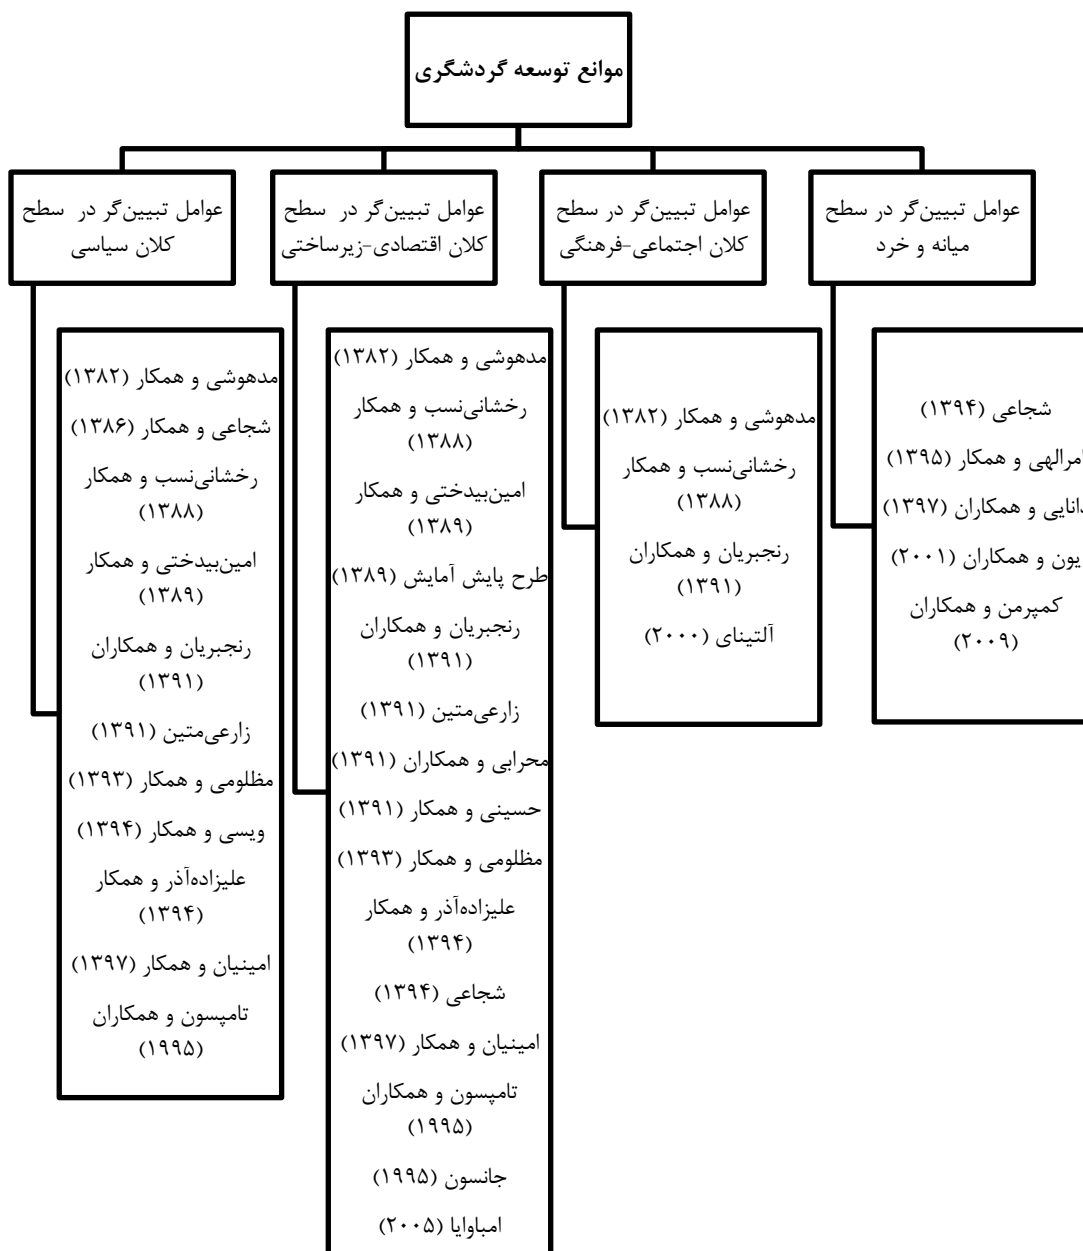 موانع توسعه گردشگری
عوامل تبیین‌گر در سطح
میانه و خرد
عوامل تبیین‌گر در سطح
کلان اجتماعی-فرهنگی
عوامل تبیین‌گر در سطح
کلان اقتصادی-زیرساختی
عوامل تبیین‌گر در سطح
کلان سیاسی
شجاعی (۱۳۹۴)
و همکار (۱۳۹۵)
و همکاران (۱۳۹۷)
و همکاران (۲۰۰۱)
کمپرمن و همکاران
(۲۰۰۹)
مدهوشی و همکار (۱۳۸۲)
رخشانی‌نسب و همکار
(۱۳۸۸)
رنجبریان و همکاران
(۱۳۹۱)
آلتینای (۲۰۰۰)
مدهوشی و همکار (۱۳۸۲)
رخشانی‌نسب و همکار
(۱۳۸۸)
امین‌بیدختی و همکار
(۱۳۸۹)
طرح پایش آمایش (۱۳۸۹)
رنجبریان و همکاران
(۱۳۹۱)
زارعی‌متین (۱۳۹۱)
محرابی و همکاران (۱۳۹۱)
حسینی و همکار (۱۳۹۱)
مظلومی و همکار (۱۳۹۳)
علیزاده‌آذر و همکار
(۱۳۹۴)
شجاعی (۱۳۹۴)
امینیان و همکار (۱۳۹۷)
تامپسون و همکاران
(۱۹۹۵)
جانسون (۱۹۹۵)
امباوایا (۲۰۰۵)
مدهوشی و همکار (۱۳۸۲)
شجاعی و همکار (۱۳۸۶)
رخشانی‌نسب و همکار
(۱۳۸۸)
امین‌بیدختی و همکار
(۱۳۸۹)
رنجبریان و همکاران
(۱۳۹۱)
زارعی‌متین (۱۳۹۱)
مظلومی و همکار (۱۳۹۳)
ویسی و همکار (۱۳۹۴)
علیزاده‌آذر و همکار
(۱۳۹۴)
امینیان و همکار (۱۳۹۷)
تامپسون و همکاران
(۱۹۹۵)